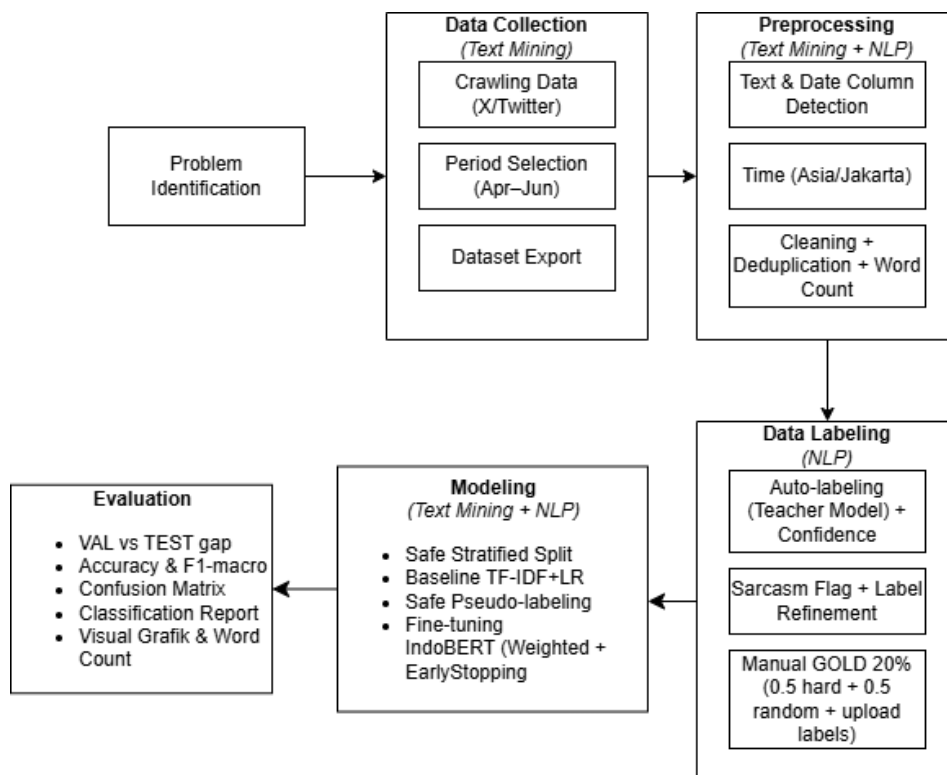 Problem
Identification
Data Collection
(Text Mining)
Crawling Data
(X/Twitter)
Period Selection
(Apr–Jun)
Dataset Export
Preprocessing
(Text Mining + NLP)
Text & Date Column
Detection
Time (Asia/Jakarta)
Cleaning +
Deduplication + Word
Count
Data Labeling
(NLP)
Auto-labeling
(Teacher Model) +
Confidence
Sarcasm Flag + Label
Refinement
Manual GOLD 20%
(0.5 hard + 0.5
random + upload
labels)
Modeling
(Text Mining + NLP)
• Safe Stratified Split
• Baseline TF-IDF+LR
• Safe Pseudo-labeling
• Fine-tuning
IndoBERT (Weighted +
EarlyStopping
Evaluation
• VAL vs TEST gap
• Accuracy & F1-macro
• Confusion Matrix
• Classification Report
• Visual Grafik & Word
Count